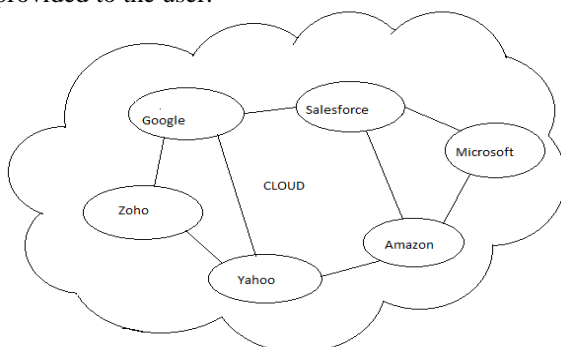 provided to the user.
Salesforce
Google
Microsoft
CLOUD
Zoho
Amazon
Yahoo